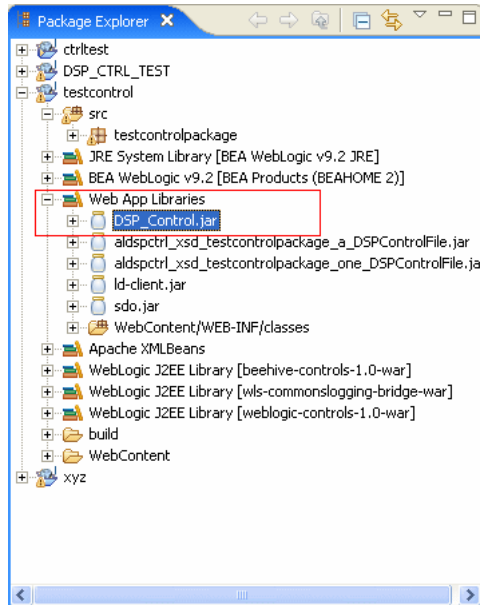 Package Explorer
ctrltest
DSP_CTRL_TEST
testcontrol
src
testcontrolpackage
JRE System Library [BEA WebLogic v9.2 JRE]
BEA WebLogic v9.2 [BEA Products (BEAHOME 2)]
Web App Libraries
DSP_Control.jar
aldspctrl_xsd_testcontrolpackage_a_DSPControlFile.jar
aldspctrl_xsd_testcontrolpackage_one_DSPControlFile.ja
ld-client.jar
sdo.jar
WebContent/WEB-INF/classes
Apache XMLBeans
WebLogic J2EE Library [beehive-controls-1.0-war]
WebLogic J2EE Library [wls-commonslogging-bridge-war]
WebLogic J2EE Library [weblogic-controls-1.0-war]
build
WebContent
xyz